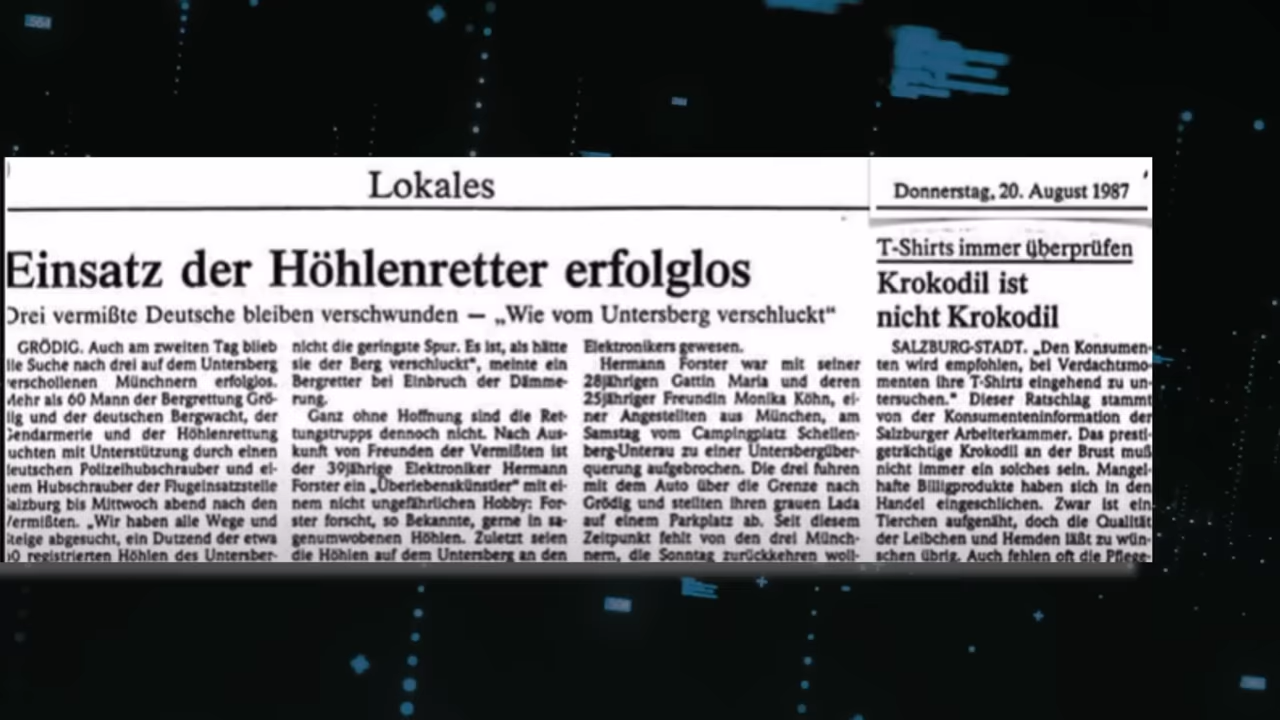 Lokales
Donnerstag, 20. August 1987
Einsatz der Höhlenretter erfolglos
Drei vermißte Deutsche bleiben verschwunden — „Wie vom Untersberg verschluckt“
GRÖDIG. Auch am zweiten Tag blieb
lle Suche nach drei auf dem Untersberg
verschollenen Münchnern erfolglos.
Mehr als 60 Mann der Bergrettung Grö-
lig und der deutschen Bergwacht, der
Gendarmerie und der Höhlenrettung
uchten mit Unterstützung durch einen
leutschen Polizeihubschrauber und ei-
nem Hubschrauber der Flugeinsatzstelle
alzburg bis Mittwoch abend nach den
Vermißten. „Wir haben alle Wege und
teige abgesucht, ein Dutzend der etwa
0 registrierten Höhlen des Untersber-
nicht die geringste Spur. Es ist, als hätte
sie der Berg verschluckt“, meinte ein
Bergretter bei Einbruch der Dämme-
rung.
Ganz ohne Hoffnung sind die Ret-
tungstrupps dennoch nicht. Nach Aus-
kunft von Freunden der Vermißten ist
der 39jährige Elektroniker Hermann
Forster ein „Überlebenskünstler“ mit ei-
nem nicht ungefährlichen Hobby: For-
ster forscht, so Bekannte, gerne in sa-
genumwobenen Höhlen. Zuletzt seien
die Höhlen auf dem Untersberg an den
Elektronikers gewesen.
Hermann Forster war mit seiner
28jährigen Gattin Maria und deren
25jähriger Freundin Monika Köhn, ei-
ner Angestellten aus München, am
Samstag vom Campingplatz Schellen-
berg-Unterau zu einer Untersbergüber-
querung aufgebrochen. Die drei fuhren
mit dem Auto über die Grenze nach
Grödig und stellten ihren grauen Lada
auf einem Parkplatz ab. Seit diesem
Zeitpunkt fehlt von den drei Münch-
nern, die Sonntag zurückkehren woll-
T-Shirts immer überprüfen
Krokodil ist
nicht Krokodil
SALZBURG-STADT. „Den Konsumen-
ten wird empfohlen, bei Verdachtsmo-
menten ihre T-Shirts eingehend zu un-
tersuchen.“ Dieser Ratschlag stammt
von der Konsumenteninformation der
Salzburger Arbeiterkammer. Das presti-
geträchtige Krokodil an der Brust muß
nicht immer ein solches sein. Mangel-
hafte Billigprodukte haben sich in den
Handel eingeschlichen. Zwar ist ein
Tierchen aufgenäht, doch die Qualität
der Leibchen und Hemden läßt zu wün-
schen übrig. Auch fehlen oft die Pflege-